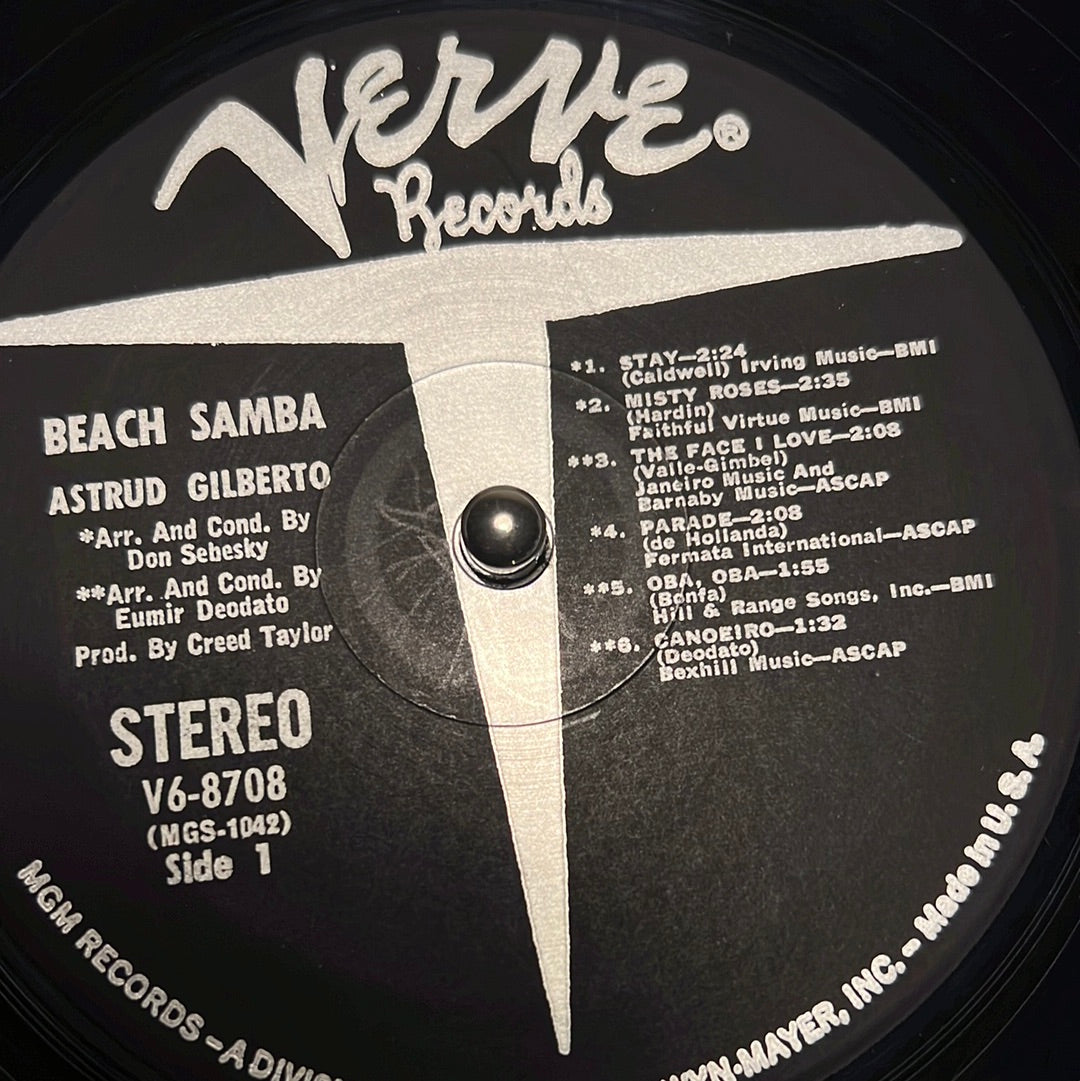 Verve®
Records
BEACH SAMBA
ASTRUD GILBERTO
*Arr. And Cond. By
Don Sebesky
**Arr. And Cond. By
Eumir Deodato
Prod. By Creed Taylor
STEREO
V6-8708
(MGS-1042)
Side 1
*1. STAY—2:24
(Caldwell) Irving Music—BMI
*2. MISTY ROSES—2:35
(Hardin)
Faithful Virtue Music—BMI
**3. THE FACE I LOVE—2:08
(Valle-Gimbel)
Janeiro Music And
Barnaby Music—ASCAP
*4. PARADE—2:08
(de Hollanda)
Fermata International—ASCAP
**5. OBA, OBA—1:55
(Bonfa)
Hill & Range Songs, Inc.—BMI
**6. CANOEIRO—1:32
(Deodato)
Bexhill Music—ASCAP
MGM RECORDS – A DIVIS
WYN-MAYER, INC. – Made In U. S. A.